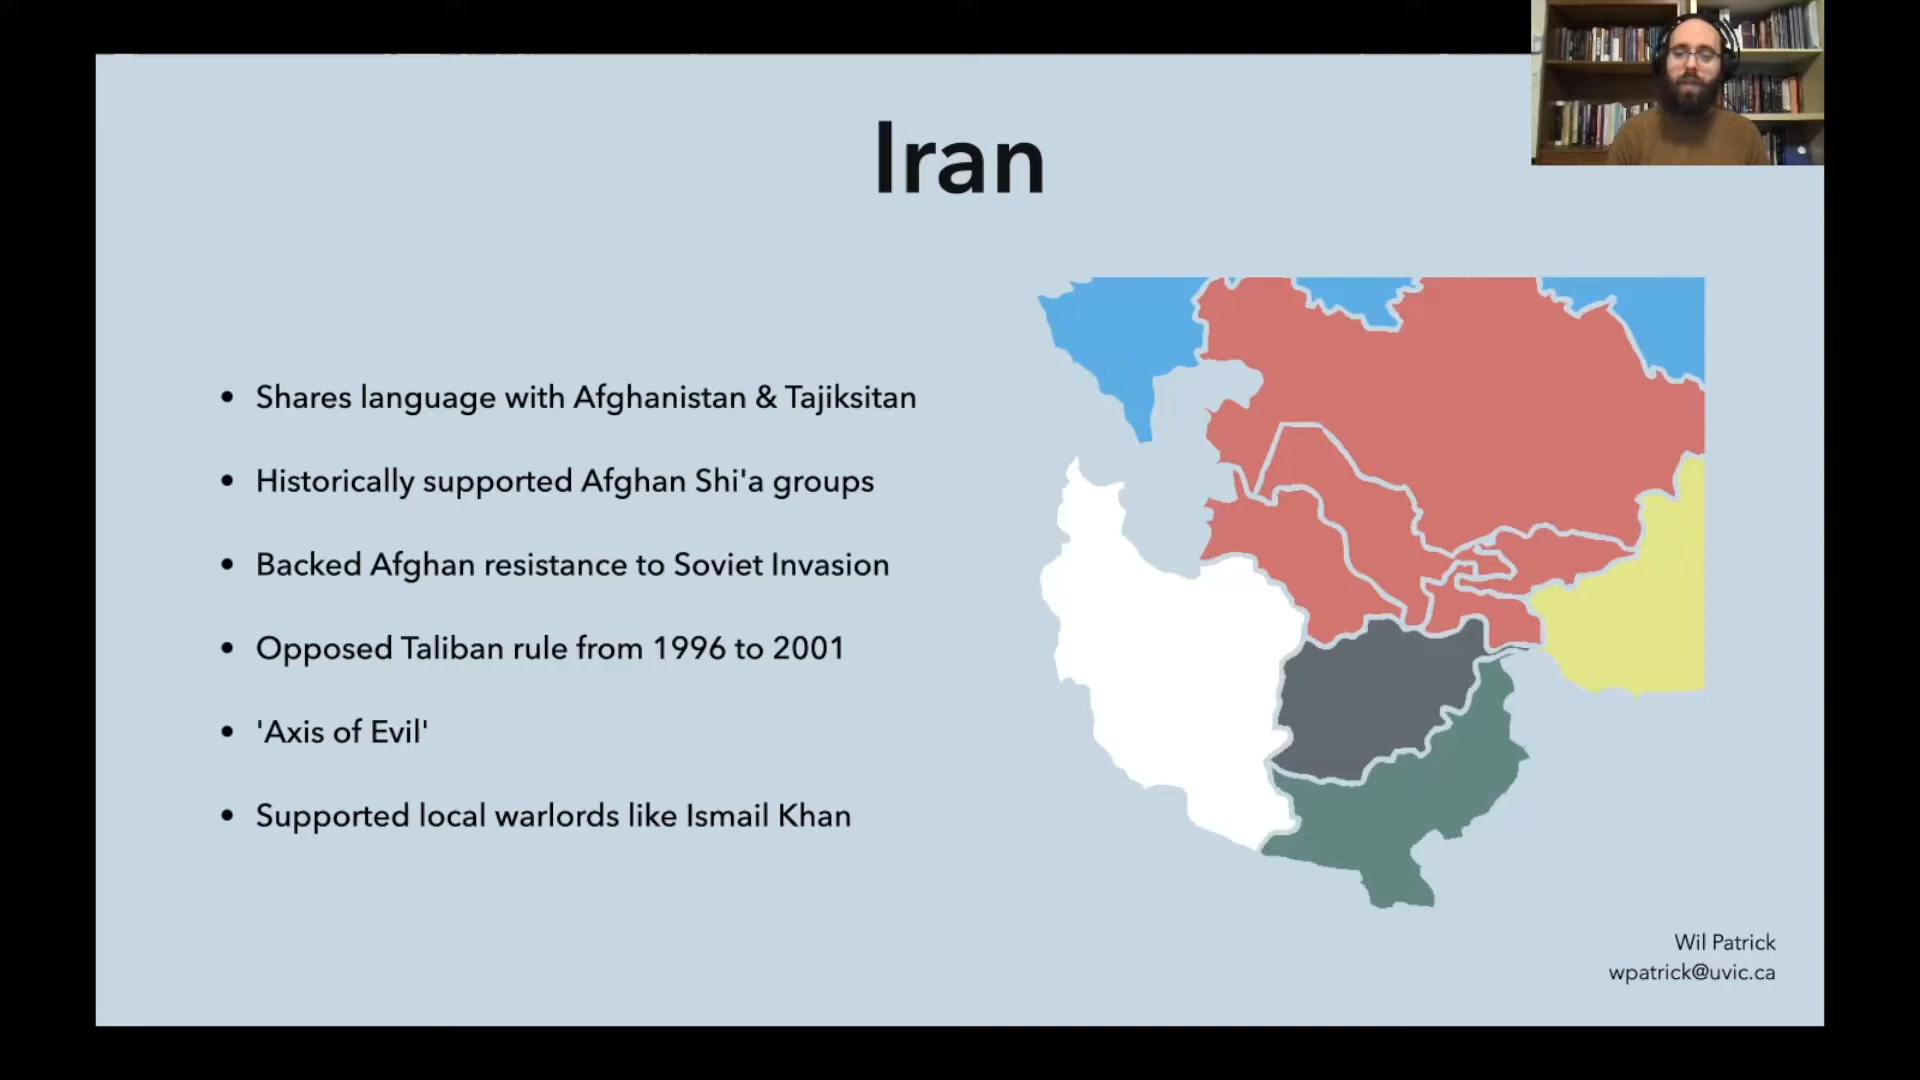 Iran
• Shares language with Afghanistan & Tajiksitan
• Historically supported Afghan Shi'a groups
• Backed Afghan resistance to Soviet Invasion
• Opposed Taliban rule from 1996 to 2001
• 'Axis of Evil'
• Supported local warlords like Ismail Khan
Wil Patrick
wpatrick@uvic.ca